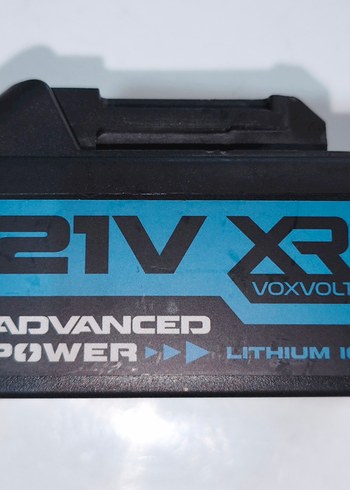 21V XR
VOXVOLT
ADVANCED
POWER LITHIUM